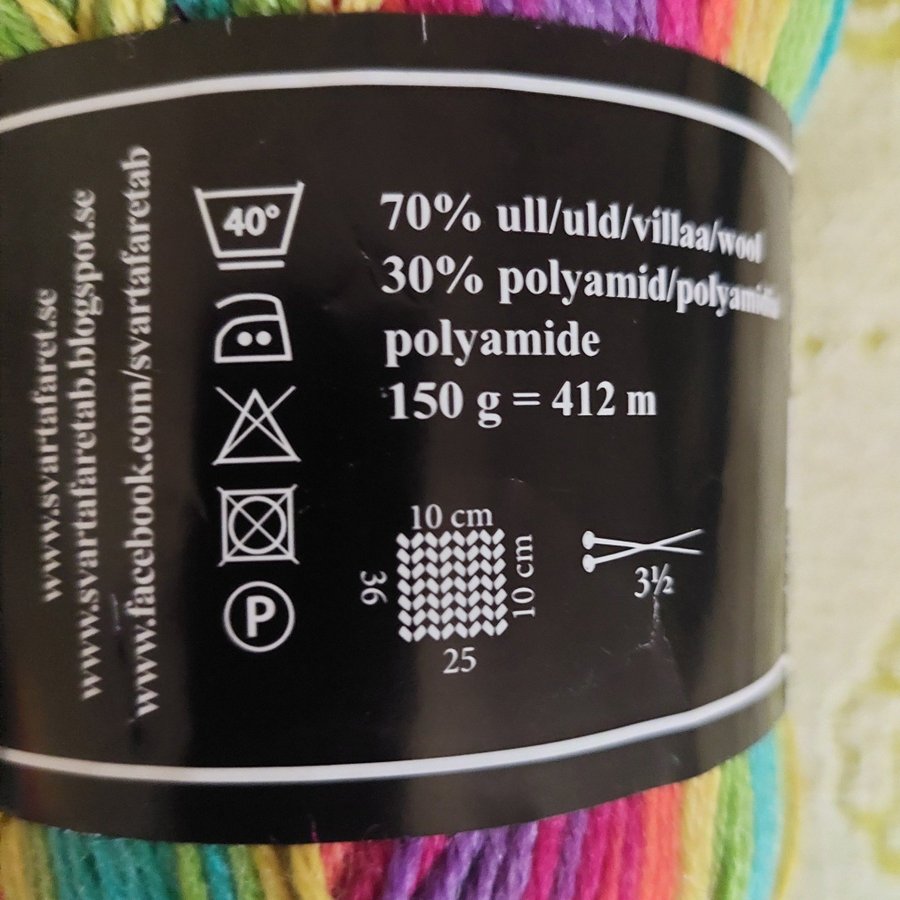 www.svartafaret.se
www.svartafaretab.blogspot.se
www.facebook.com/svartafaretab
40°
P
70% ull/uld/villaa/wool
30% polyamid/polyamidia
polyamide
150 g = 412 m
10 cm
36
10 cm
25
3½